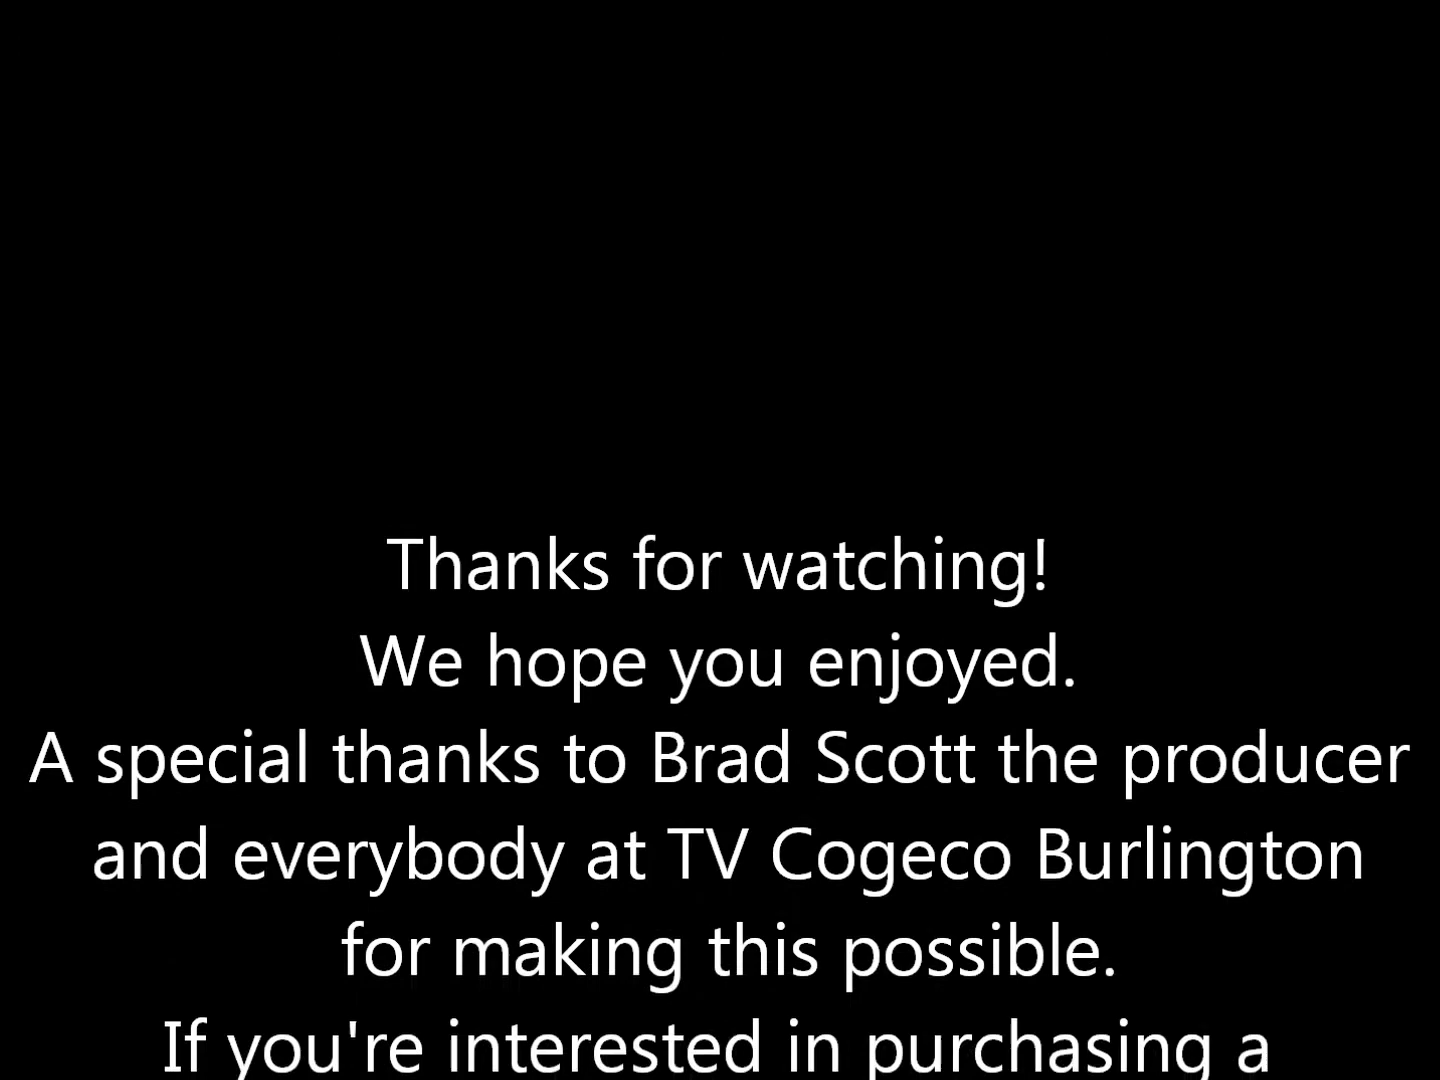 Thanks for watching!
We hope you enjoyed.
A special thanks to Brad Scott the producer
and everybody at TV Cogeco Burlington
for making this possible.
If you're interested in purchasing a